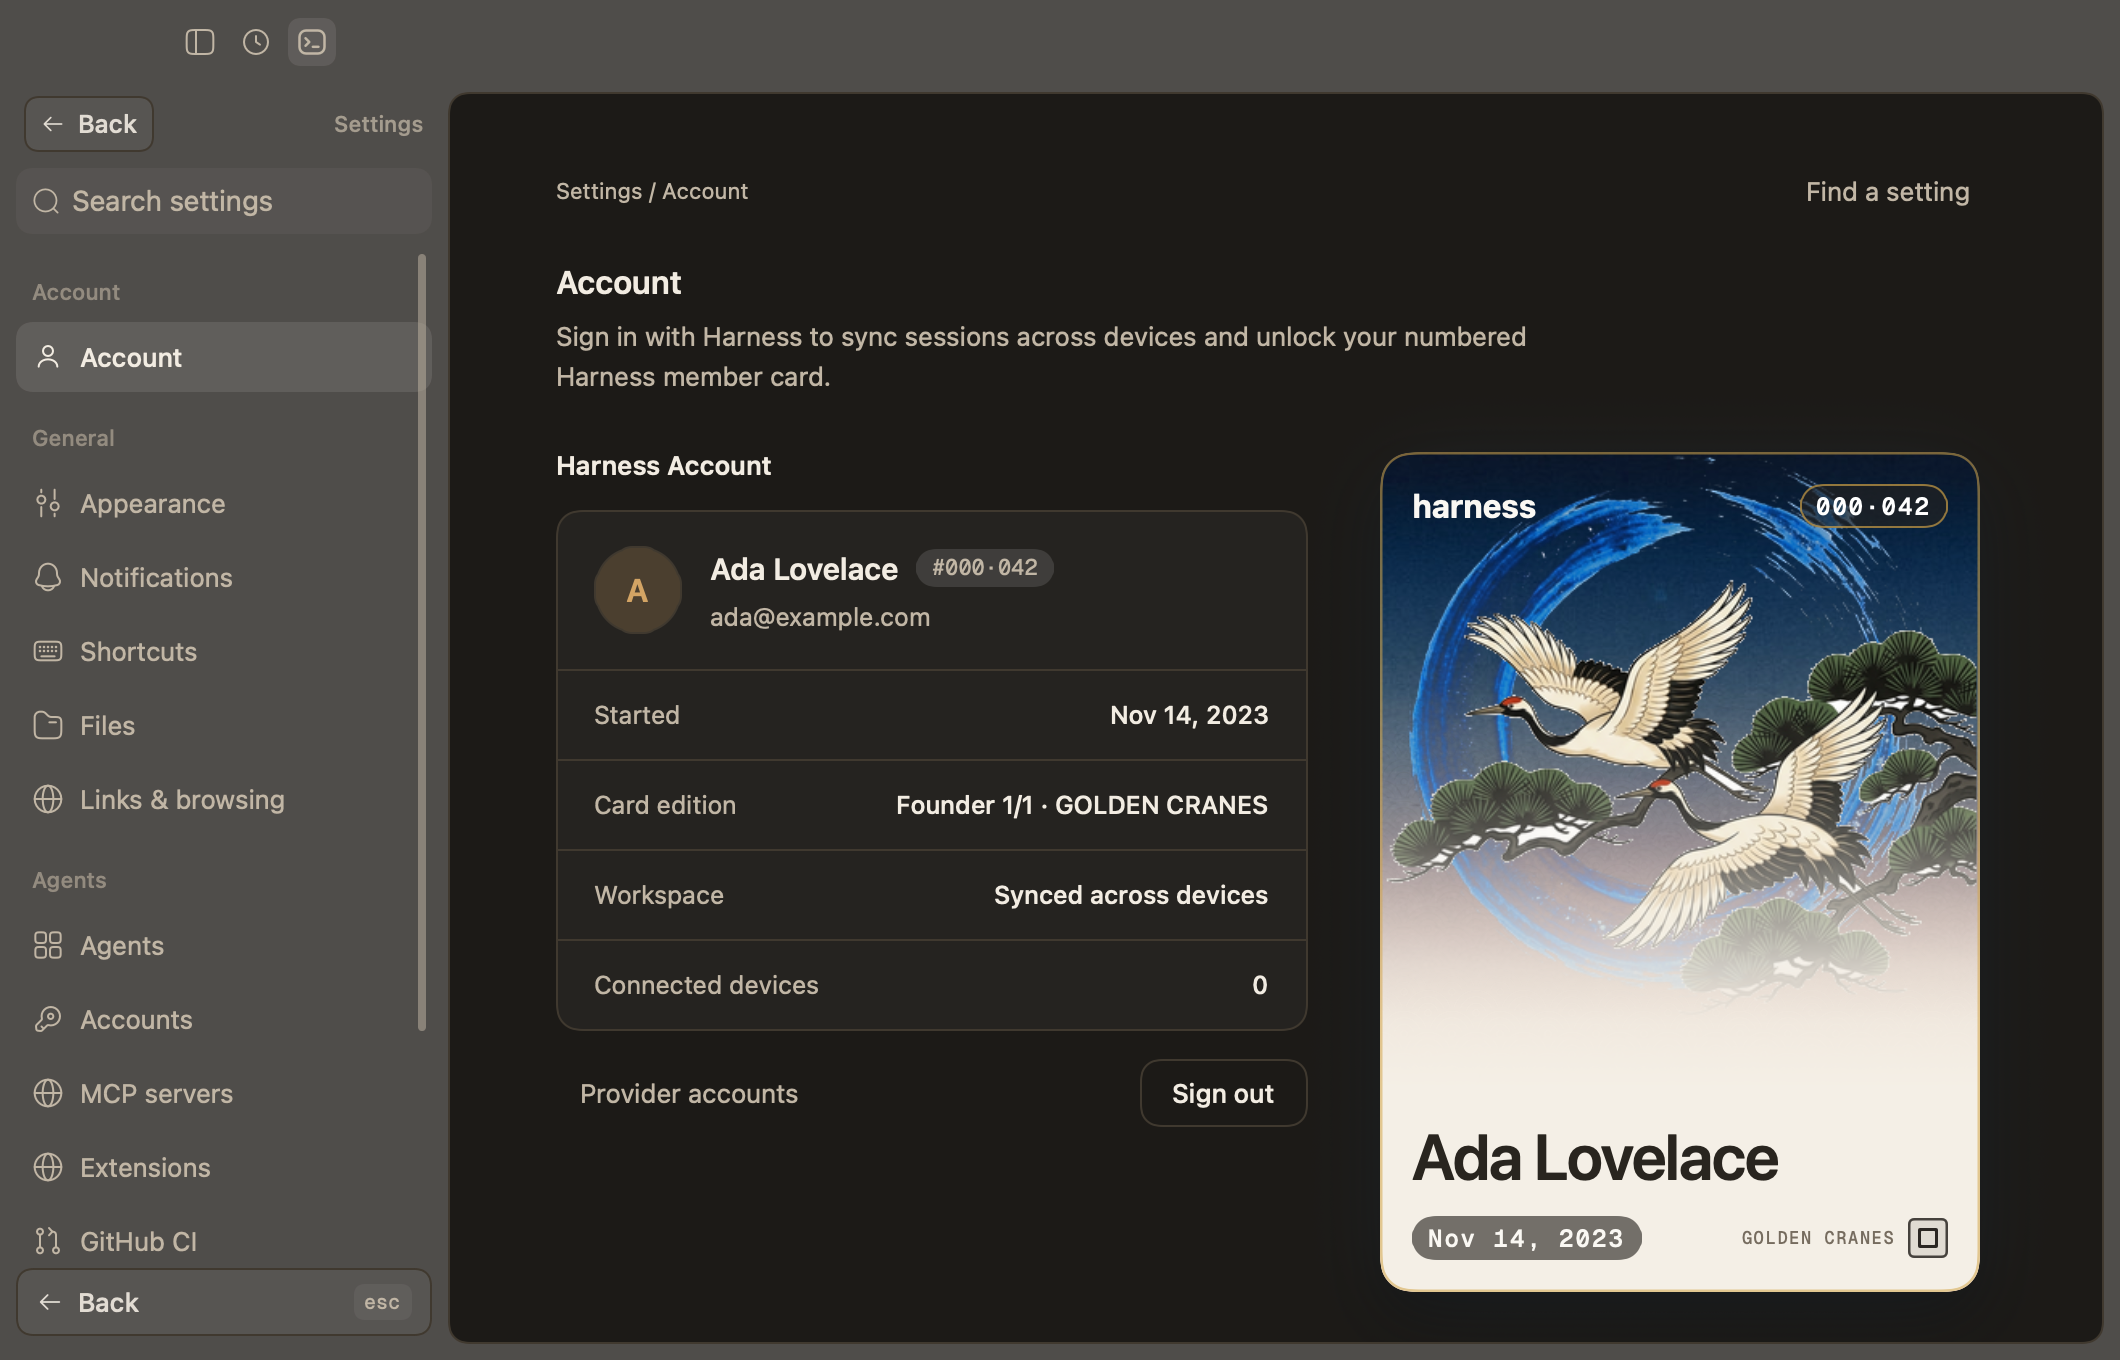 Back
Settings
Search settings
Account
Account
General
Appearance
Notifications
Shortcuts
Files
Links & browsing
Agents
Agents
Accounts
MCP servers
Extensions
GitHub CI
Back esc
Settings / Account
Find a setting
Account
Sign in with Harness to sync sessions across devices and unlock your numbered
Harness member card.
Harness Account
A
Ada Lovelace #000·042
ada@example.com
Started Nov 14, 2023
Card edition Founder 1/1 · GOLDEN CRANES
Workspace Synced across devices
Connected devices 0
Provider accounts Sign out
harness 000·042
Ada Lovelace
Nov 14, 2023 GOLDEN CRANES